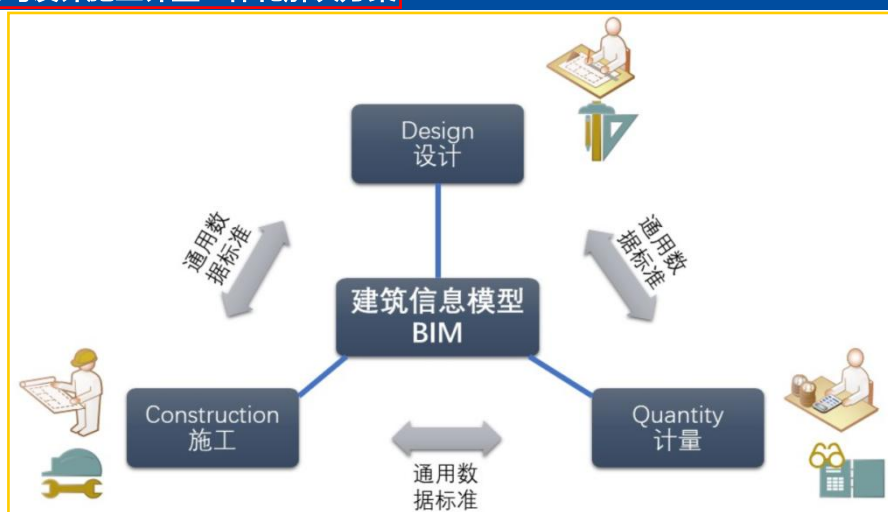 Design
设计
通用数
据标准
通用数
据标准
建筑信息模型
BIM
Construction
施工
Quantity
计量
通用数
据标准